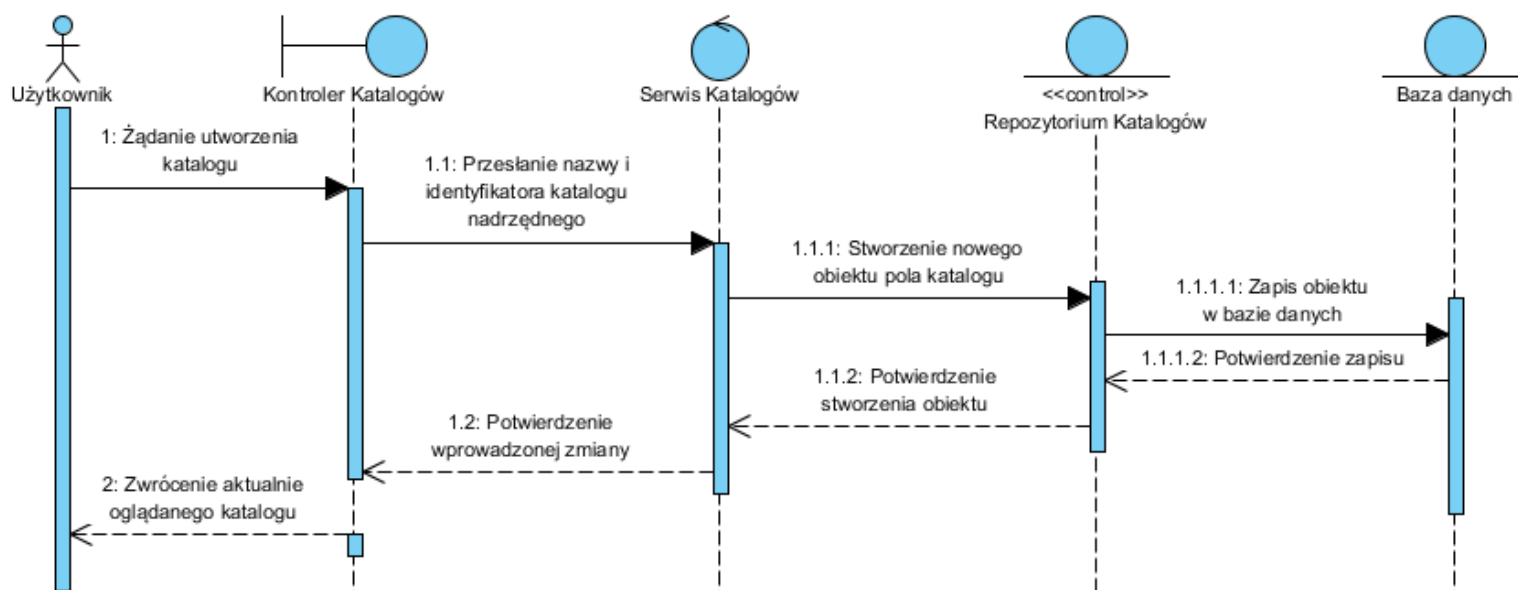 Użytkownik
Kontroler Katalogów
Serwis Katalogów
<<control>>
Repozytorium Katalogów
Baza danych
1: Żądanie utworzenia
katalogu
1.1: Przesłanie nazwy i
identyfikatora katalogu
nadrzędnego
1.1.1: Stworzenie nowego
obiektu pola katalogu
1.1.1.1: Zapis obiektu
w bazie danych
1.1.1.2: Potwierdzenie zapisu
1.1.2: Potwierdzenie
stworzenia obiektu
1.2: Potwierdzenie
wprowadzonej zmiany
2: Zwrócenie aktualnie
oglądanego katalogu